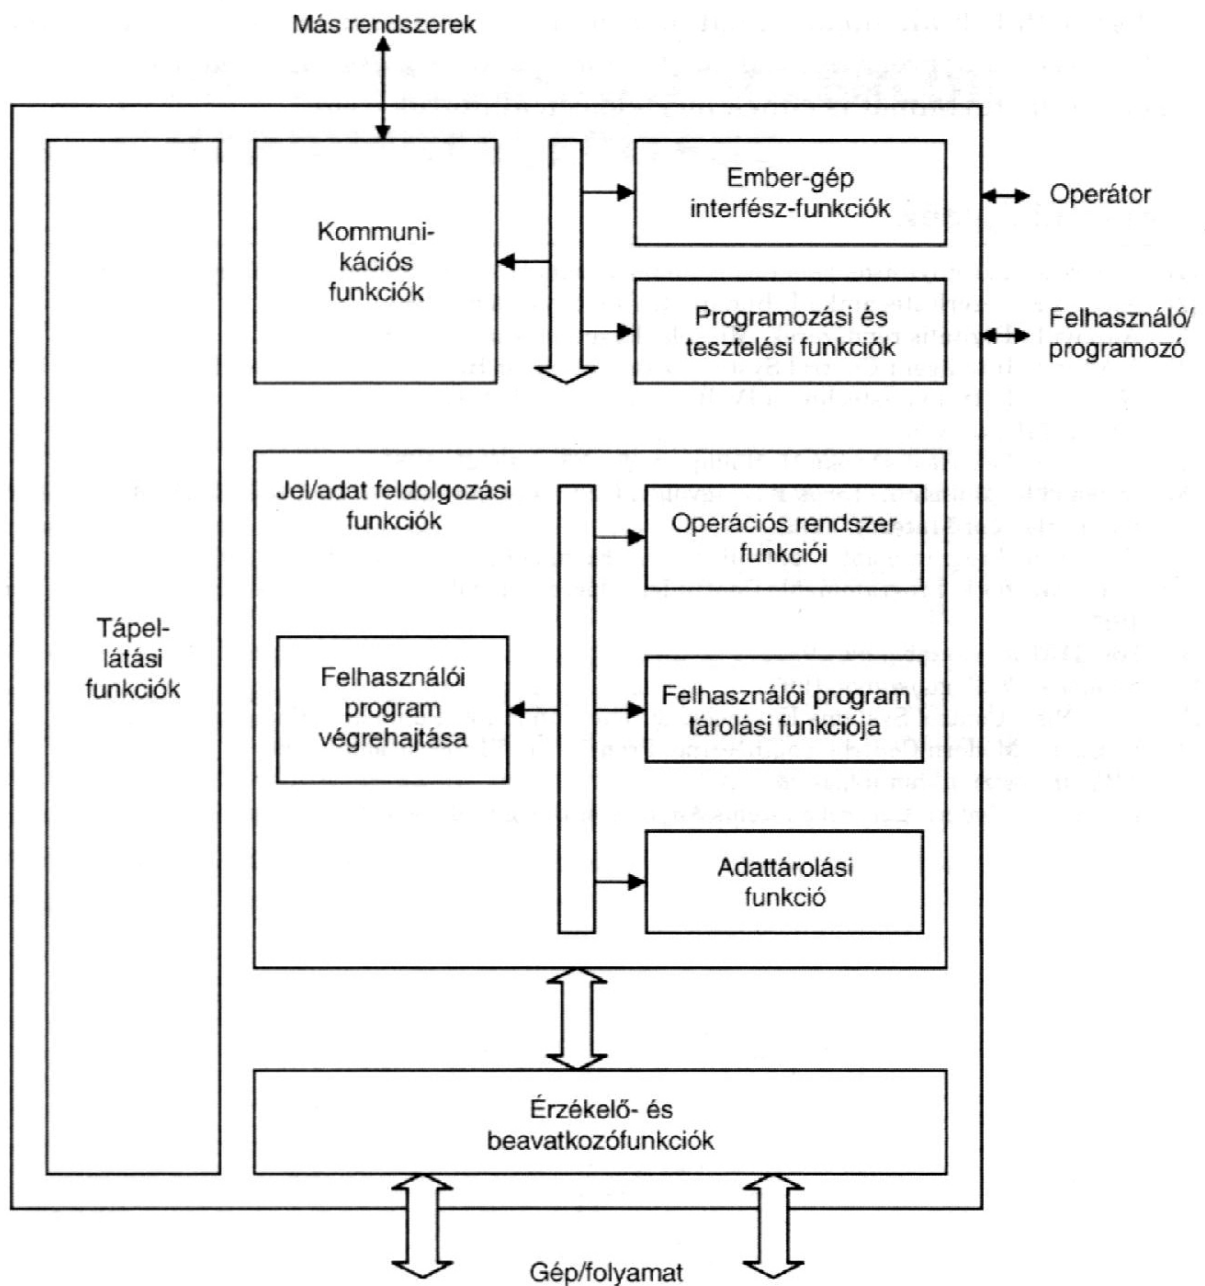 Más rendszerek
Kommuni-
kációs
funkciók
Ember-gép
interfész-funkciók
Operátor
Programozási és
tesztelési funkciók
Felhasználó/
programozó
Tápel-
látási
funkciók
Jel/adat feldolgozási
funkciók
Operációs rendszer
funkciói
Felhasználói
program
végrehajtása
Felhasználói program
tárolási funkciója
Adattárolási
funkció
Érzékelő- és
beavatkozófunkciók
Gép/folyamat